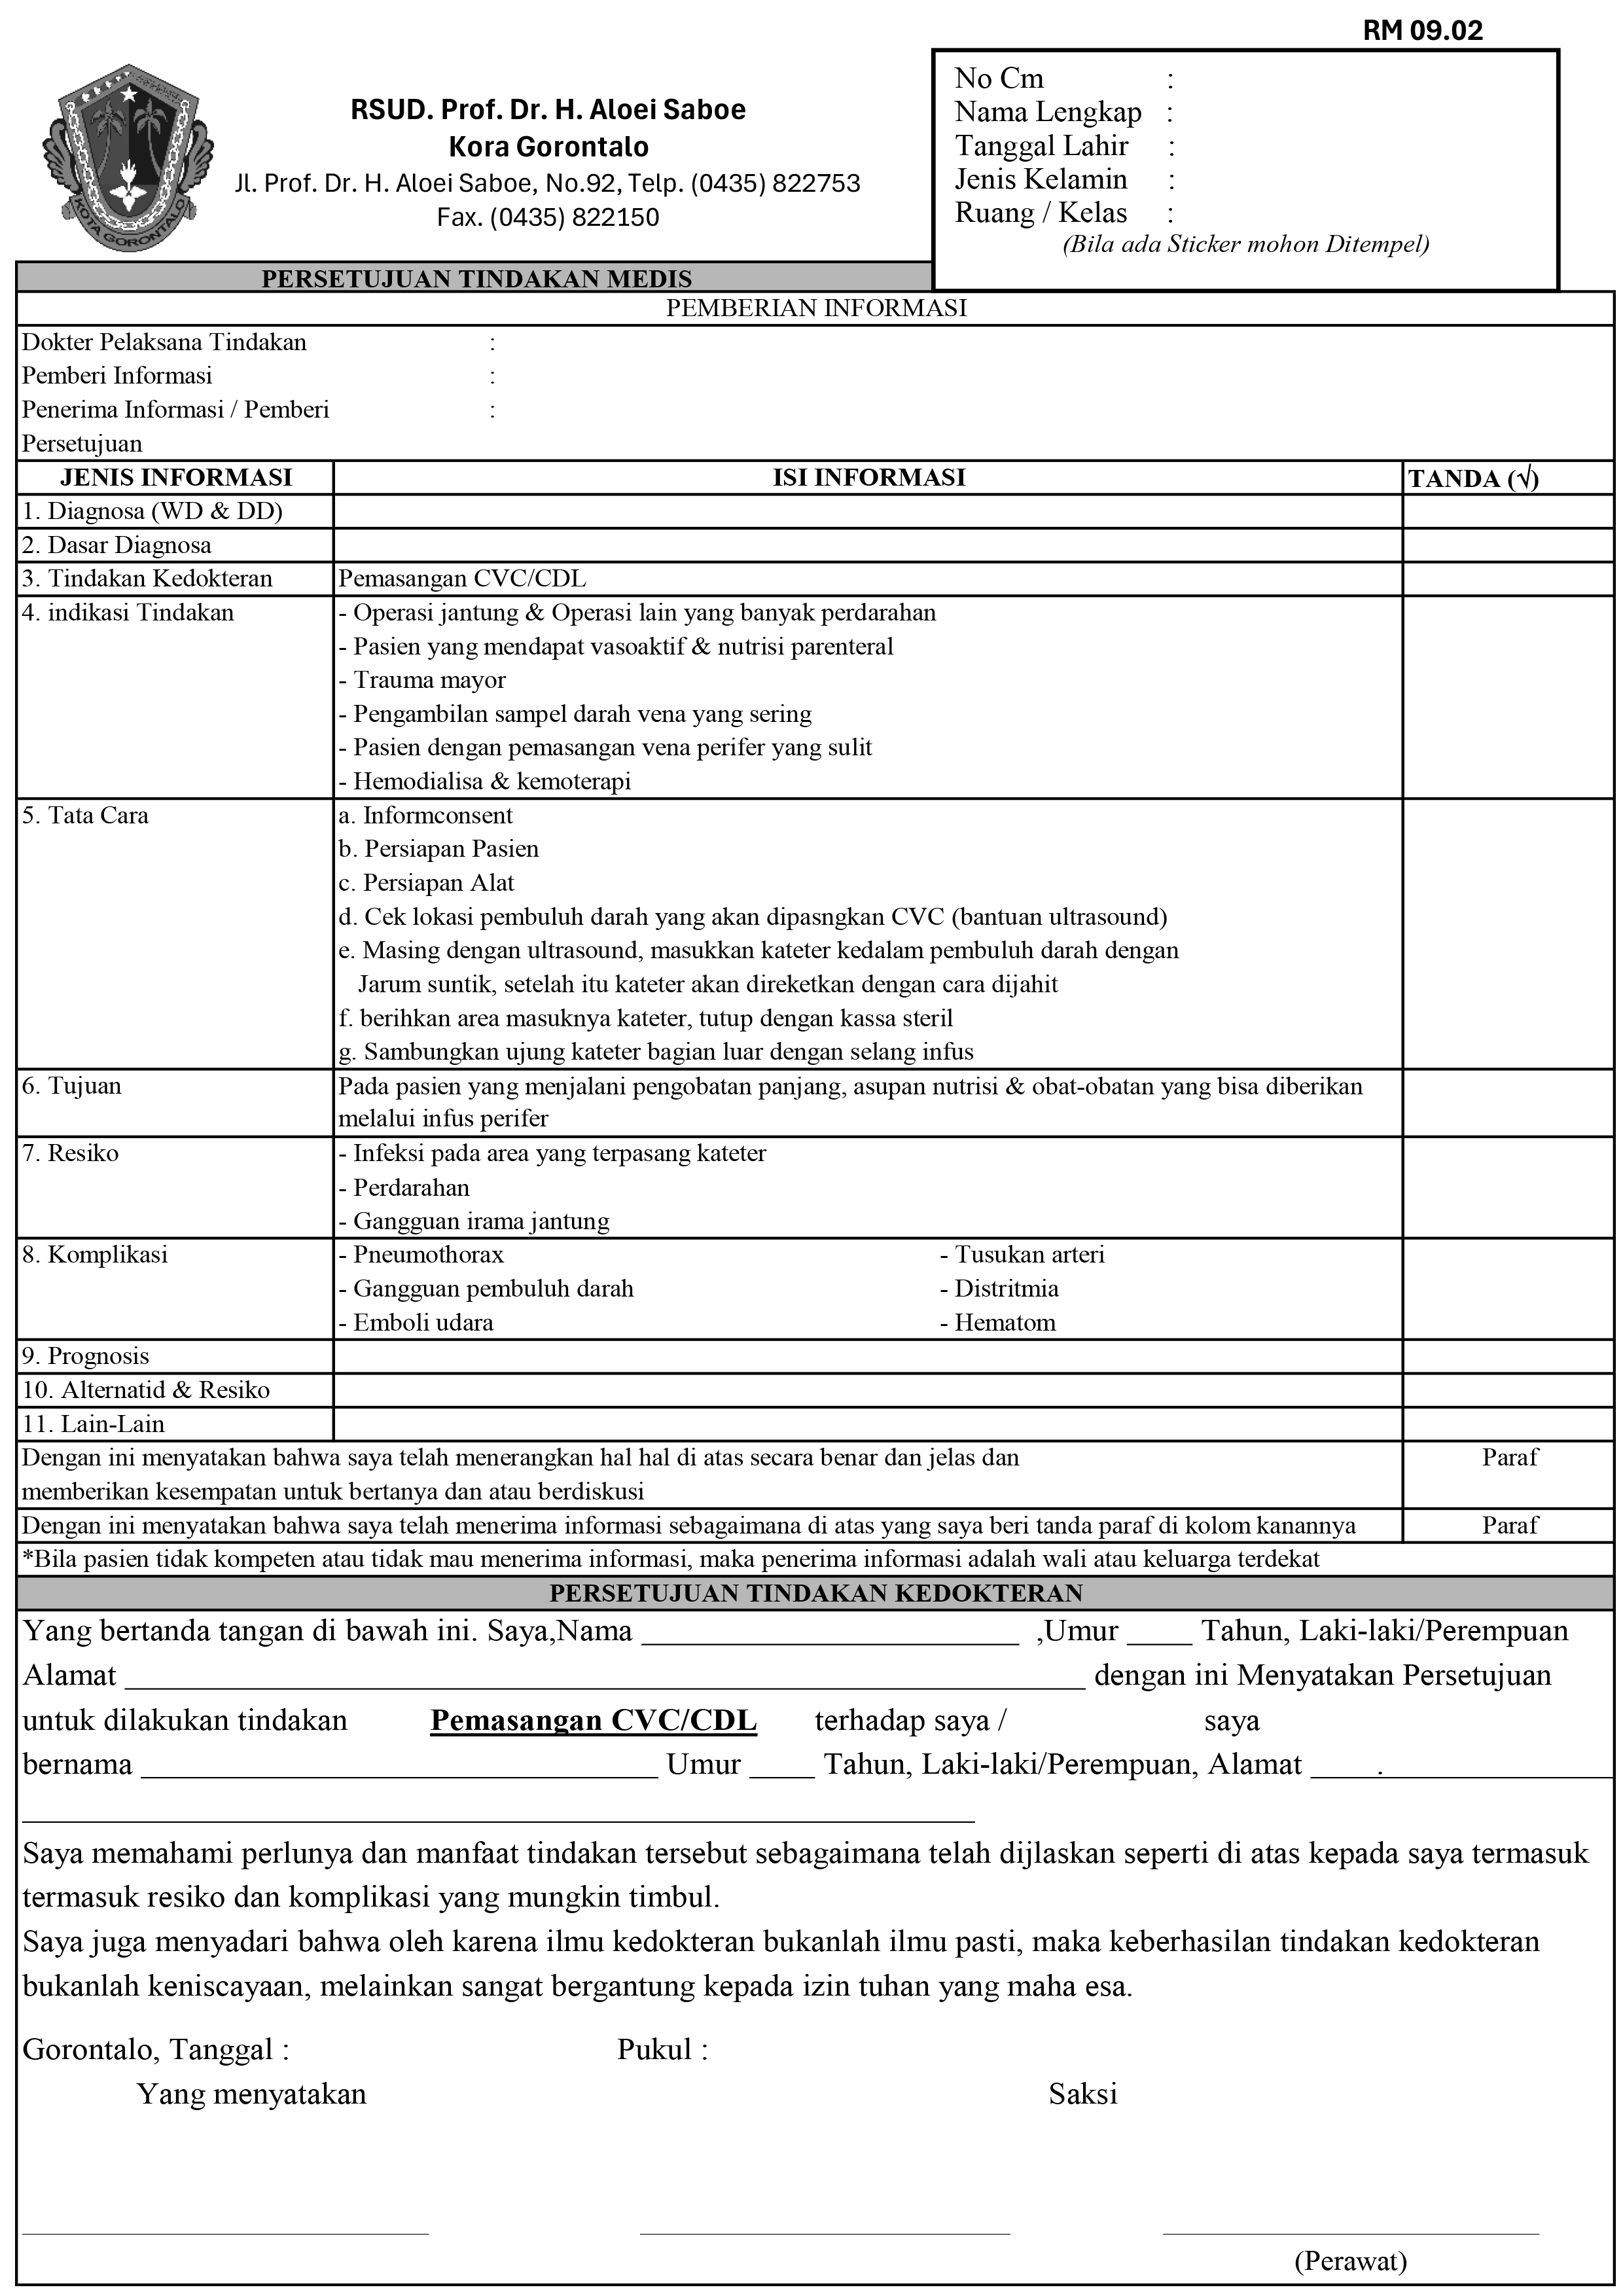 RM 09.02
KOTA GORONTALO
RSUD. Prof. Dr. H. Aloei Saboe
Kora Gorontalo
Jl. Prof. Dr. H. Aloei Saboe, No.92, Telp. (0435) 822753
Fax. (0435) 822150
No Cm :
Nama Lengkap :
Tanggal Lahir :
Jenis Kelamin :
Ruang / Kelas :
(Bila ada Sticker mohon Ditempel)
PERSETUJUAN TINDAKAN MEDIS
PEMBERIAN INFORMASI
Dokter Pelaksana Tindakan :
Pemberi Informasi :
Penerima Informasi / Pemberi :
Persetujuan
JENIS INFORMASI ISI INFORMASI TANDA (√)
1. Diagnosa (WD & DD)
2. Dasar Diagnosa
3. Tindakan Kedokteran Pemasangan CVC/CDL
4. indikasi Tindakan - Operasi jantung & Operasi lain yang banyak perdarahan
- Pasien yang mendapat vasoaktif & nutrisi parenteral
- Trauma mayor
- Pengambilan sampel darah vena yang sering
- Pasien dengan pemasangan vena perifer yang sulit
- Hemodialisa & kemoterapi
5. Tata Cara a. Informconsent
b. Persiapan Pasien
c. Persiapan Alat
d. Cek lokasi pembuluh darah yang akan dipasngkan CVC (bantuan ultrasound)
e. Masing dengan ultrasound, masukkan kateter kedalam pembuluh darah dengan
Jarum suntik, setelah itu kateter akan direketkan dengan cara dijahit
f. berihkan area masuknya kateter, tutup dengan kassa steril
g. Sambungkan ujung kateter bagian luar dengan selang infus
6. Tujuan Pada pasien yang menjalani pengobatan panjang, asupan nutrisi & obat-obatan yang bisa diberikan
melalui infus perifer
7. Resiko - Infeksi pada area yang terpasang kateter
- Perdarahan
- Gangguan irama jantung
8. Komplikasi - Pneumothorax - Tusukan arteri
- Gangguan pembuluh darah - Distritmia
- Emboli udara - Hematom
9. Prognosis
10. Alternatid & Resiko
11. Lain-Lain
Dengan ini menyatakan bahwa saya telah menerangkan hal hal di atas secara benar dan jelas dan Paraf
memberikan kesempatan untuk bertanya dan atau berdiskusi
Dengan ini menyatakan bahwa saya telah menerima informasi sebagaimana di atas yang saya beri tanda paraf di kolom kanannya Paraf
*Bila pasien tidak kompeten atau tidak mau menerima informasi, maka penerima informasi adalah wali atau keluarga terdekat
PERSETUJUAN TINDAKAN KEDOKTERAN
Yang bertanda tangan di bawah ini. Saya,Nama ________________________ ,Umur ____ Tahun, Laki-laki/Perempuan
Alamat ____________________________________________________________ dengan ini Menyatakan Persetujuan
untuk dilakukan tindakan Pemasangan CVC/CDL terhadap saya / saya
bernama ________________________________ Umur ____ Tahun, Laki-laki/Perempuan, Alamat ____.______________
____________________________________________________________
Saya memahami perlunya dan manfaat tindakan tersebut sebagaimana telah dijlaskan seperti di atas kepada saya termasuk
termasuk resiko dan komplikasi yang mungkin timbul.
Saya juga menyadari bahwa oleh karena ilmu kedokteran bukanlah ilmu pasti, maka keberhasilan tindakan kedokteran
bukanlah keniscayaan, melainkan sangat bergantung kepada izin tuhan yang maha esa.
Gorontalo, Tanggal : Pukul :
Yang menyatakan Saksi
__________________________ ________________________ ________________________
(Perawat)